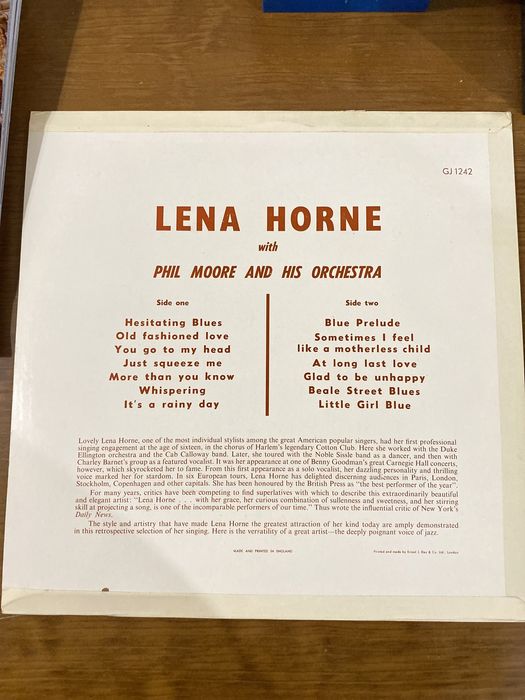 GJ 1242
LENA HORNE
with
PHIL MOORE AND HIS ORCHESTRA
Side one
Hesitating Blues
Old fashioned love
You go to my head
Just squeeze me
More than you know
Whispering
It's a rainy day
Side two
Blue Prelude
Sometimes I feel
like a motherless child
At long last love
Glad to be unhappy
Beale Street Blues
Little Girl Blue
Lovely Lena Horne, one of the most individual stylists among the great American popular singers, had her first professional
singing engagement at the age of sixteen, in the chorus of Harlem's legendary Cotton Club. Here she worked with the Duke
Ellington orchestra and the Cab Calloway band. Later, she toured with the Noble Sissle band as a dancer, and then with
Charley Barnet's group as a featured vocalist. It was her appearance at one of Benny Goodman's great Carnegie Hall concerts,
however, which skyrocketed her to fame. From this first appearance as a solo vocalist, her dazzling personality and thrilling
voice marked her for stardom. In six European tours, Lena Horne has delighted discerning audiences in Paris, London,
Stockholm, Copenhagen and other capitals. She has been honoured by the British Press as "the best performer of the year".
For many years, critics have been competing to find superlatives with which to describe this extraordinarily beautiful
and elegant artist: "Lena Horne . . . with her grace, her curious combination of sullenness and sweetness, and her stirring
skill at projecting a song, is one of the incomparable performers of our time." Thus wrote the influential critic of New York's
Daily News.
The style and artistry that have made Lena Horne the greatest attraction of her kind today are amply demonstrated
in this retrospective selection of her singing. Here is the versatility of a great artist—the deeply poignant voice of jazz.
MADE AND PRINTED IN ENGLAND
Printed and made by Ernest J. Day & Co. Ltd., London